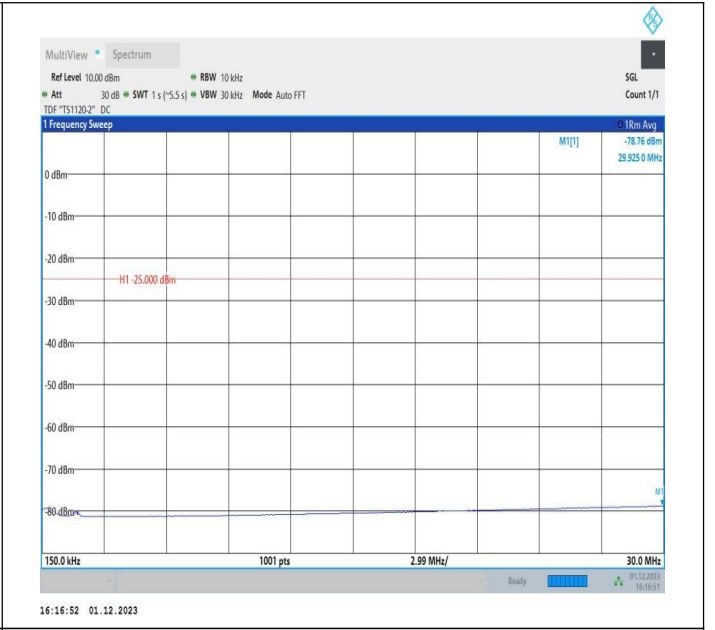 MultiView Spectrum
Ref Level 10.00 dBm RBW 10 kHz SGL
Att 30 dB SWT 1 s (~5.5 s) VBW 30 kHz Mode Auto FFT Count 1/1
TDF "TS1120-2" DC
1 Frequency Sweep 1Rm Avg
M1[1] -78.76 dBm
29.925 0 MHz
0 dBm
-10 dBm
-20 dBm
H1 -25.000 dBm
-30 dBm
-40 dBm
-50 dBm
-60 dBm
-70 dBm
M1
-80 dBm
150.0 kHz 1001 pts 2.99 MHz/ 30.0 MHz
Ready 01.12.2023
16:16:51
16:16:52 01.12.2023